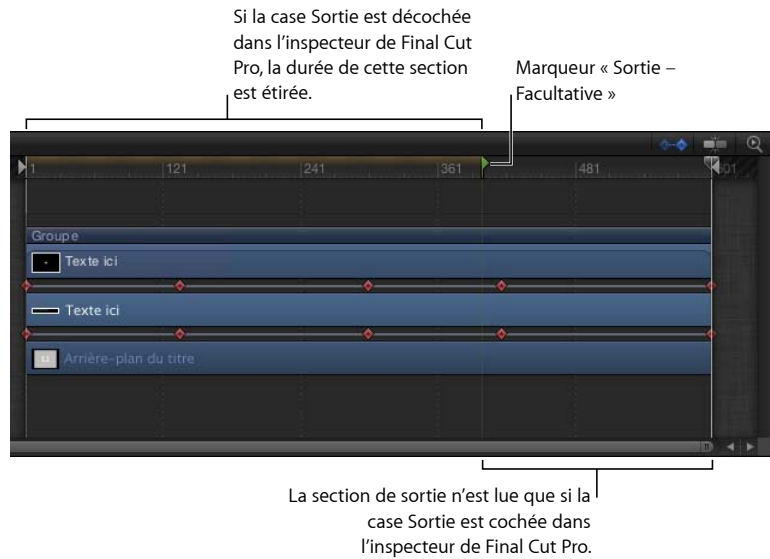 Si la case Sortie est décochée
dans l’inspecteur de Final Cut
Pro, la durée de cette section
est étirée.
Marqueur « Sortie –
Facultative »
1 121 241 361 481 601
Groupe
Texte ici
Texte ici
Arrière-plan du titre
La section de sortie n’est lue que si la
case Sortie est cochée dans
l’inspecteur de Final Cut Pro.